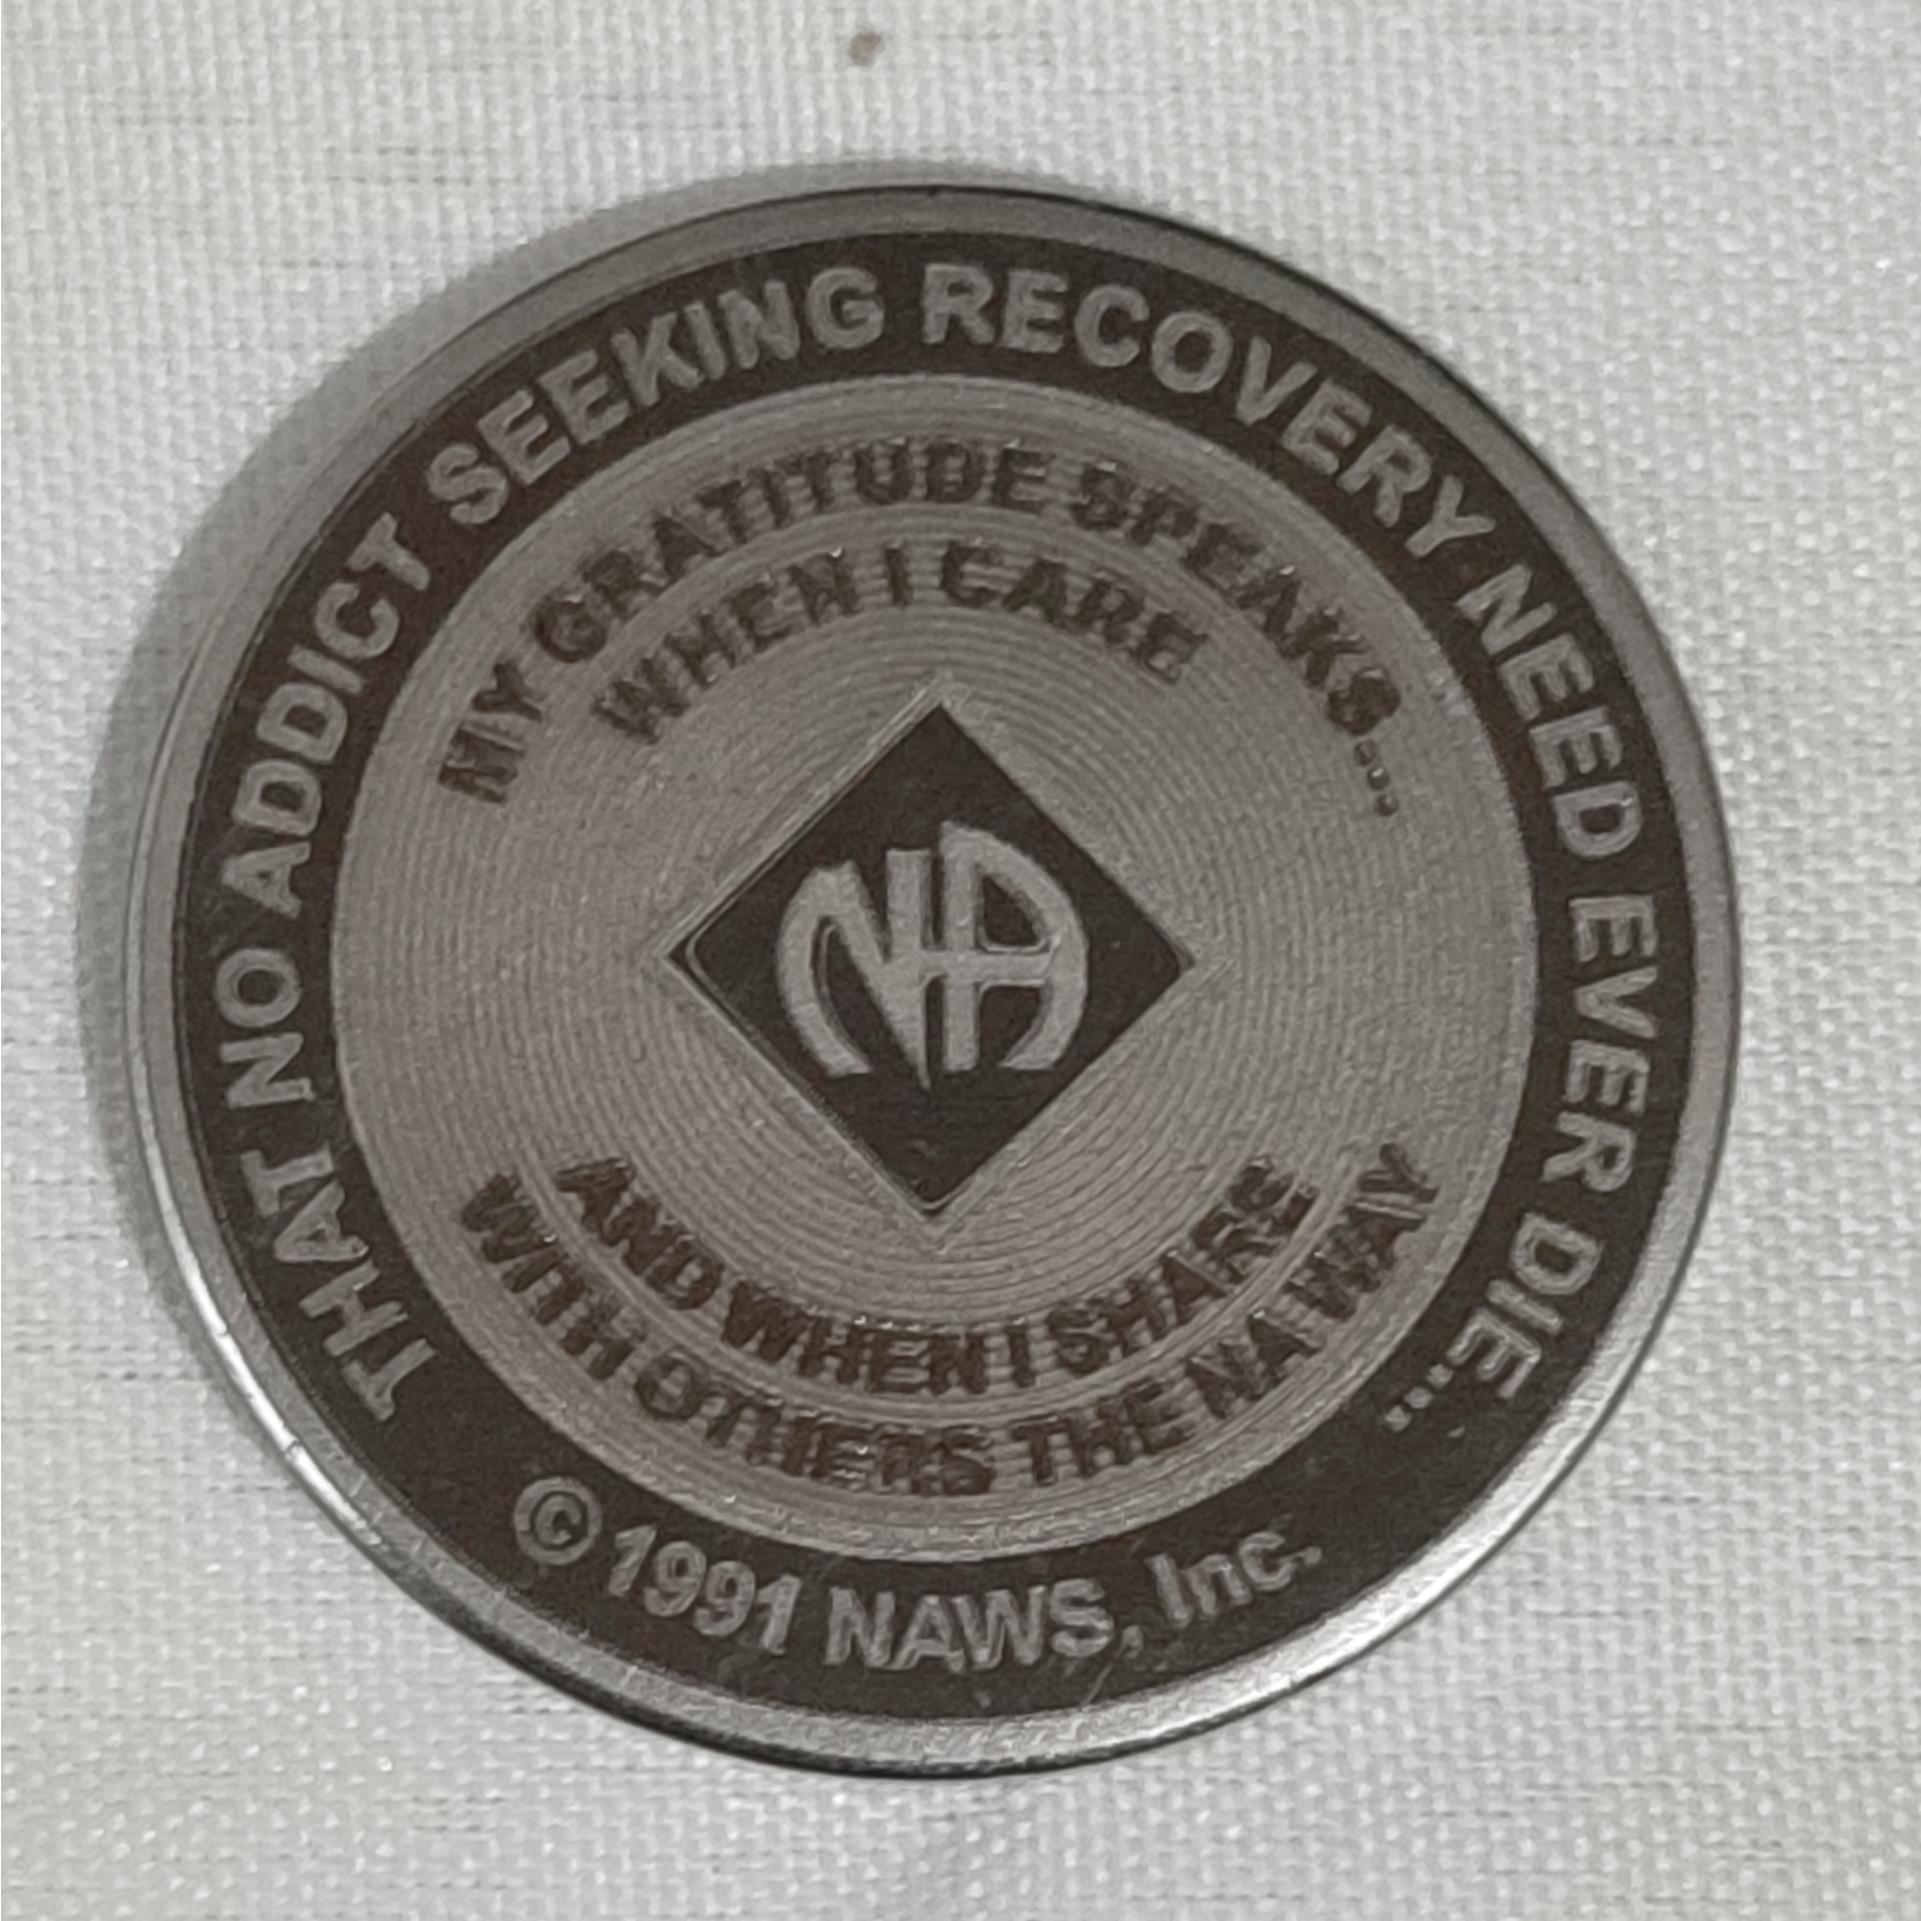 THAT NO ADDICT SEEKING RECOVERY NEED EVER DIE...
MY GRATITUDE SPEAKS...
WHEN I CARE
NA
AND WHEN I SHARE
WITH OTHERS THE NA WAY
© 1991 NAWS, Inc.